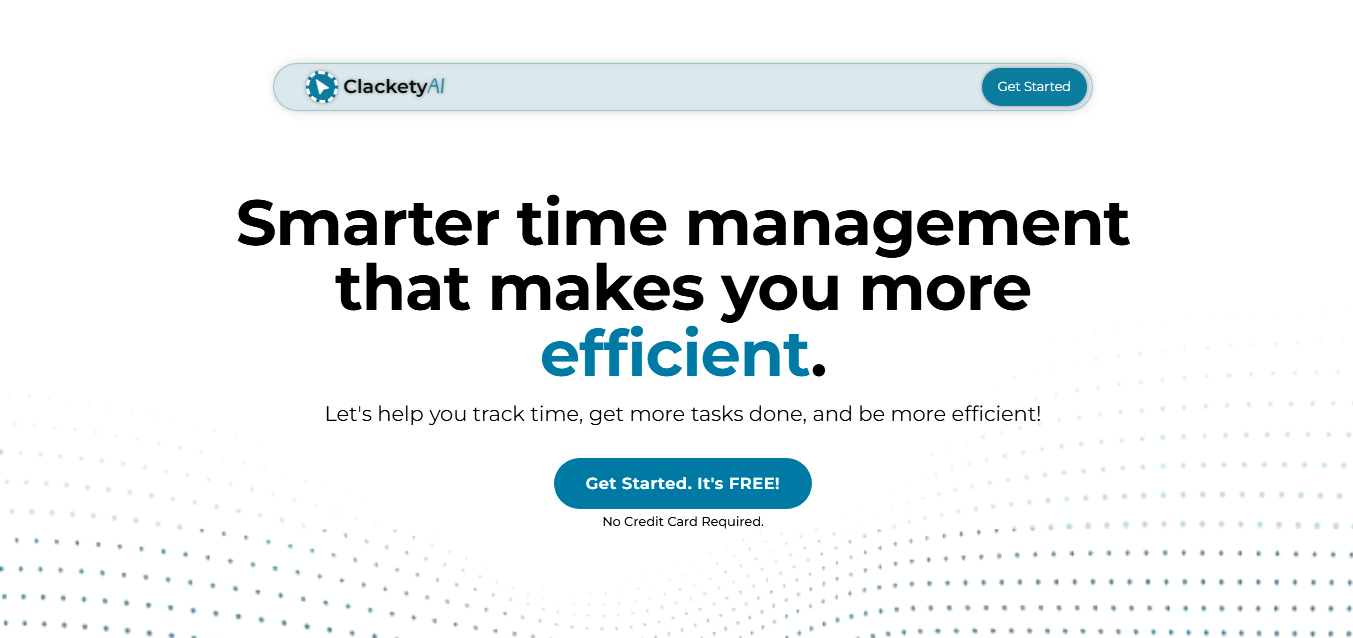 ClacketyAI
Get Started
Smarter time management
that makes you more
efficient.
Let's help you track time, get more tasks done, and be more efficient!
Get Started. It's FREE!
No Credit Card Required.